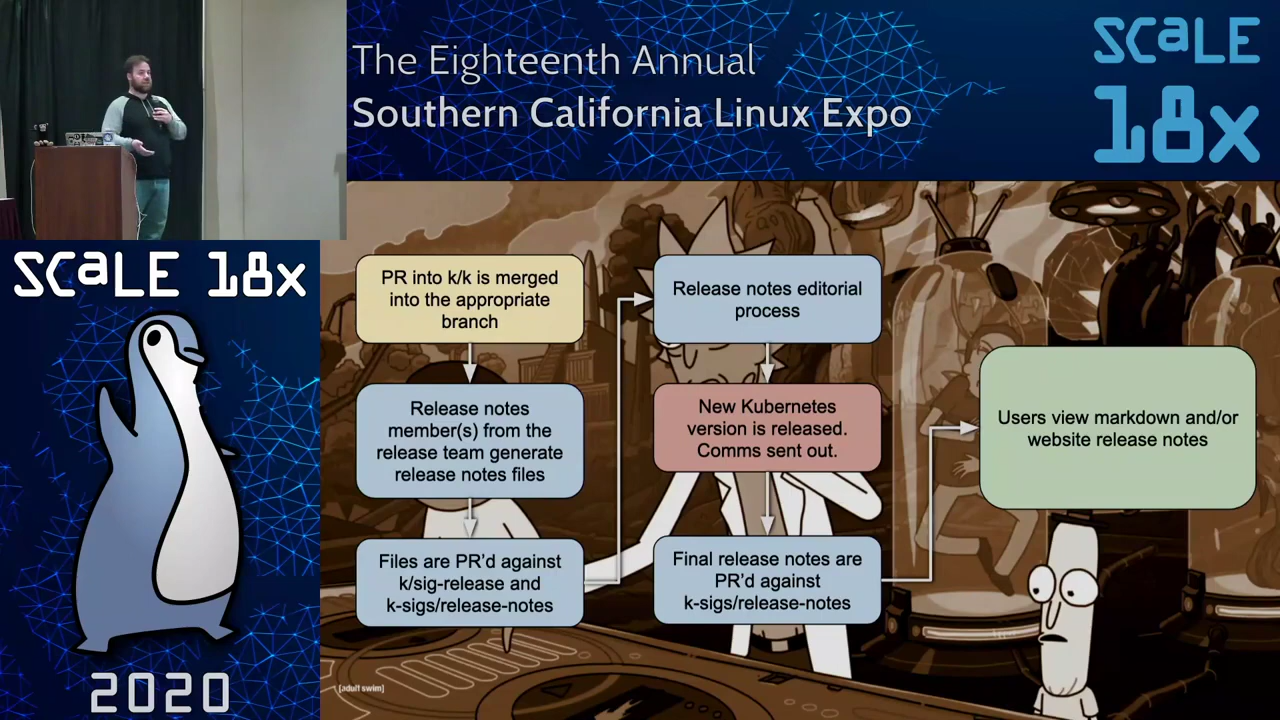 The Eighteenth Annual
Southern California Linux Expo
SCaLE
18x
SCaLE 18x
2020
PR into k/k is merged
into the appropriate
branch
Release notes
member(s) from the
release team generate
release notes files
Files are PR'd against
k/sig-release and
k-sigs/release-notes
Release notes editorial
process
New Kubernetes
version is released.
Comms sent out.
Final release notes are
PR'd against
k-sigs/release-notes
Users view markdown and/or
website release notes
[adult swim]